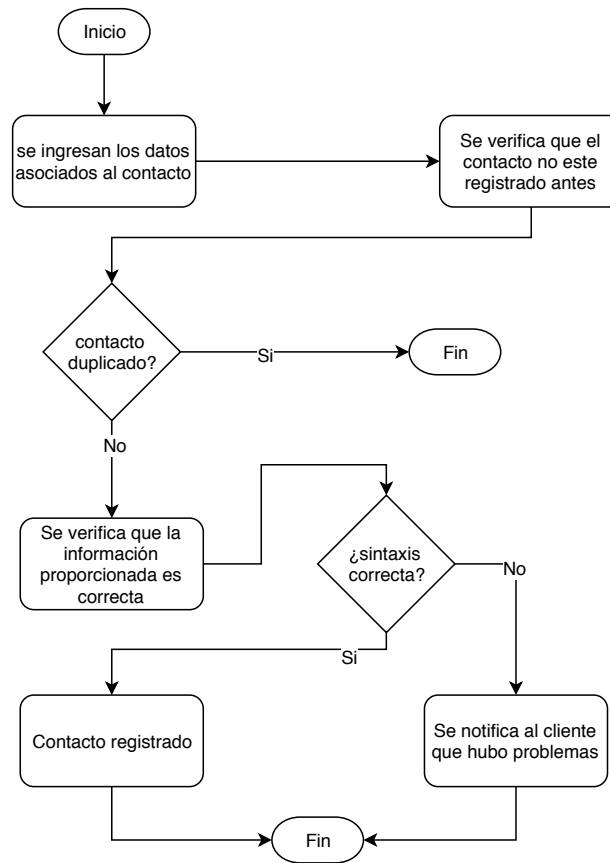 Inicio
se ingresan los datos
asociados al contacto
Se verifica que el
contacto no este
registrado antes
contacto
duplicado?
Si
Fin
No
Se verifica que la
información
proporcionada es
correcta
¿sintaxis
correcta?
No
Si
Contacto registrado
Se notifica al cliente
que hubo problemas
Fin